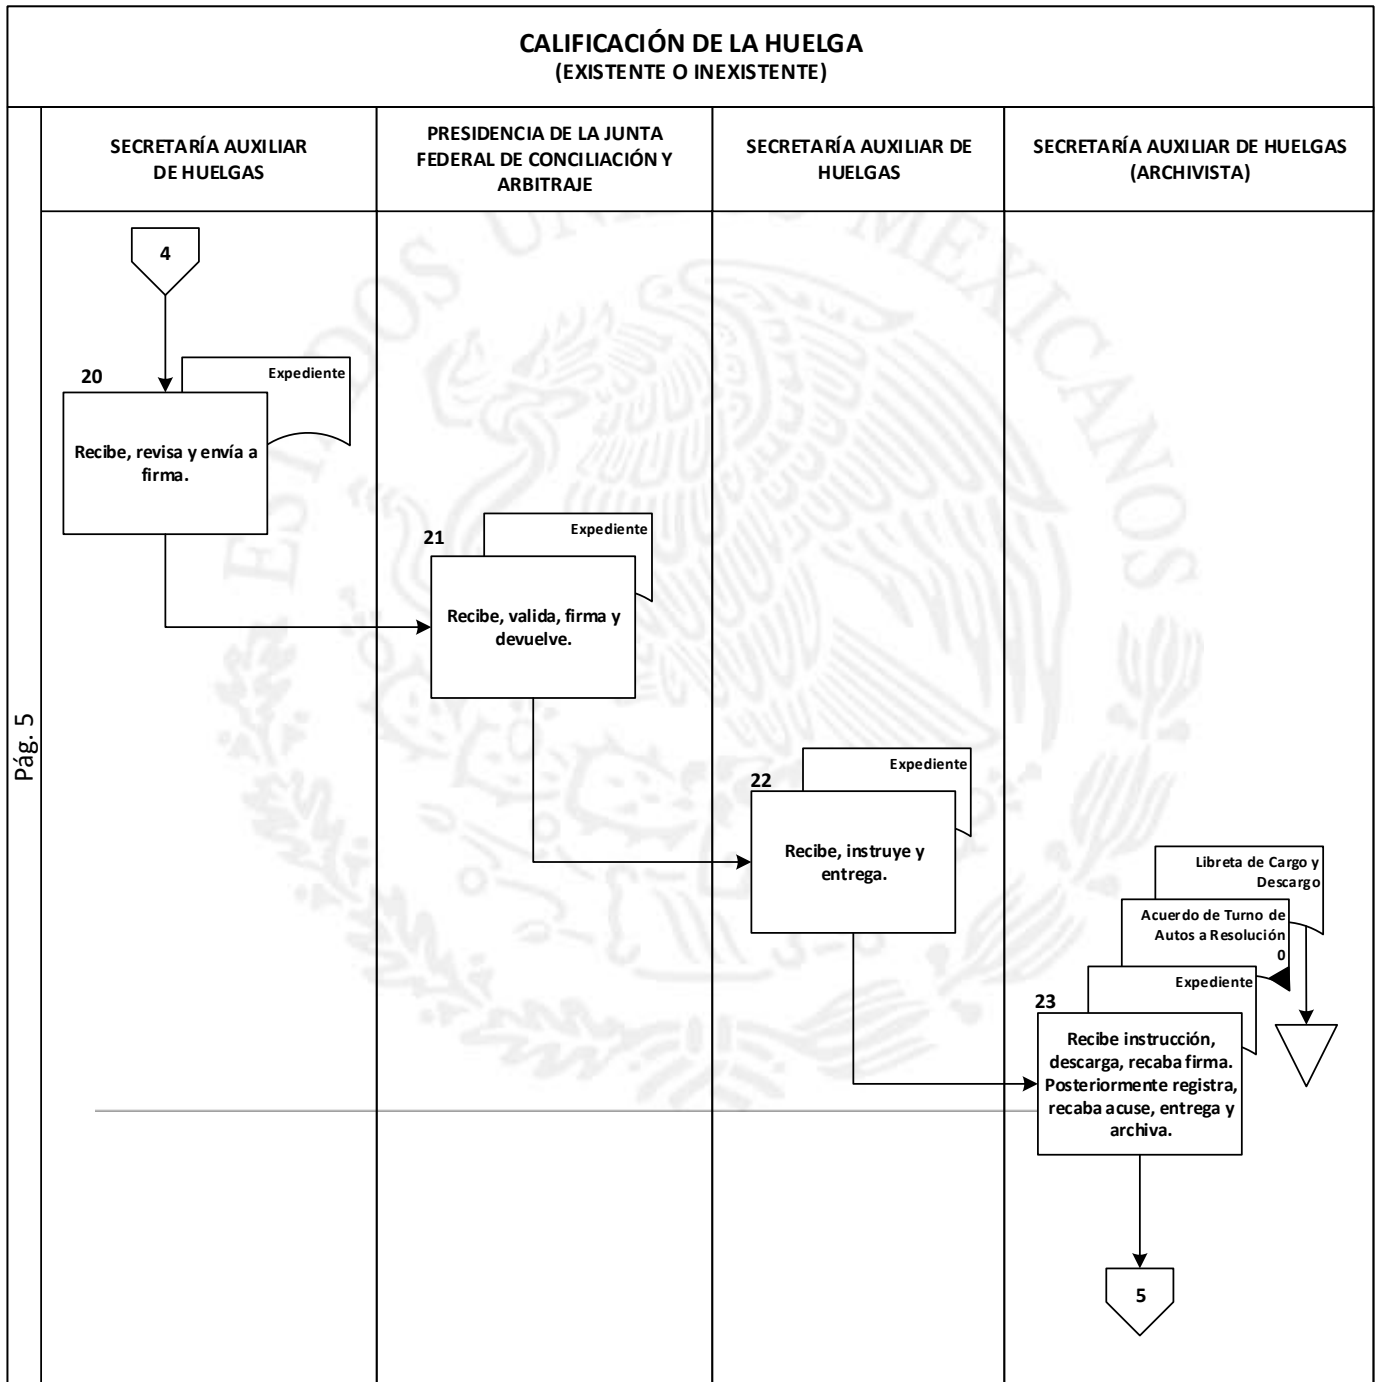 CALIFICACIÓN DE LA HUELGA
(EXISTENTE O INEXISTENTE)
SECRETARÍA AUXILIAR
DE HUELGAS
PRESIDENCIA DE LA JUNTA
FEDERAL DE CONCILIACIÓN Y
ARBITRAJE
SECRETARÍA AUXILIAR DE
HUELGAS
SECRETARÍA AUXILIAR DE HUELGAS
(ARCHIVISTA)
ESTADOS UNIDOS MEXICANOS
Pág. 5
4
20
Expediente
Recibe, revisa y envía a
firma.
21
Expediente
Recibe, valida, firma y
devuelve.
22
Expediente
Recibe, instruye y
entrega.
Libreta de Cargo y
Descargo
Acuerdo de Turno de
Autos a Resolución
0
Expediente
23
Recibe instrucción,
descarga, recaba firma.
Posteriormente registra,
recaba acuse, entrega y
archiva.
5